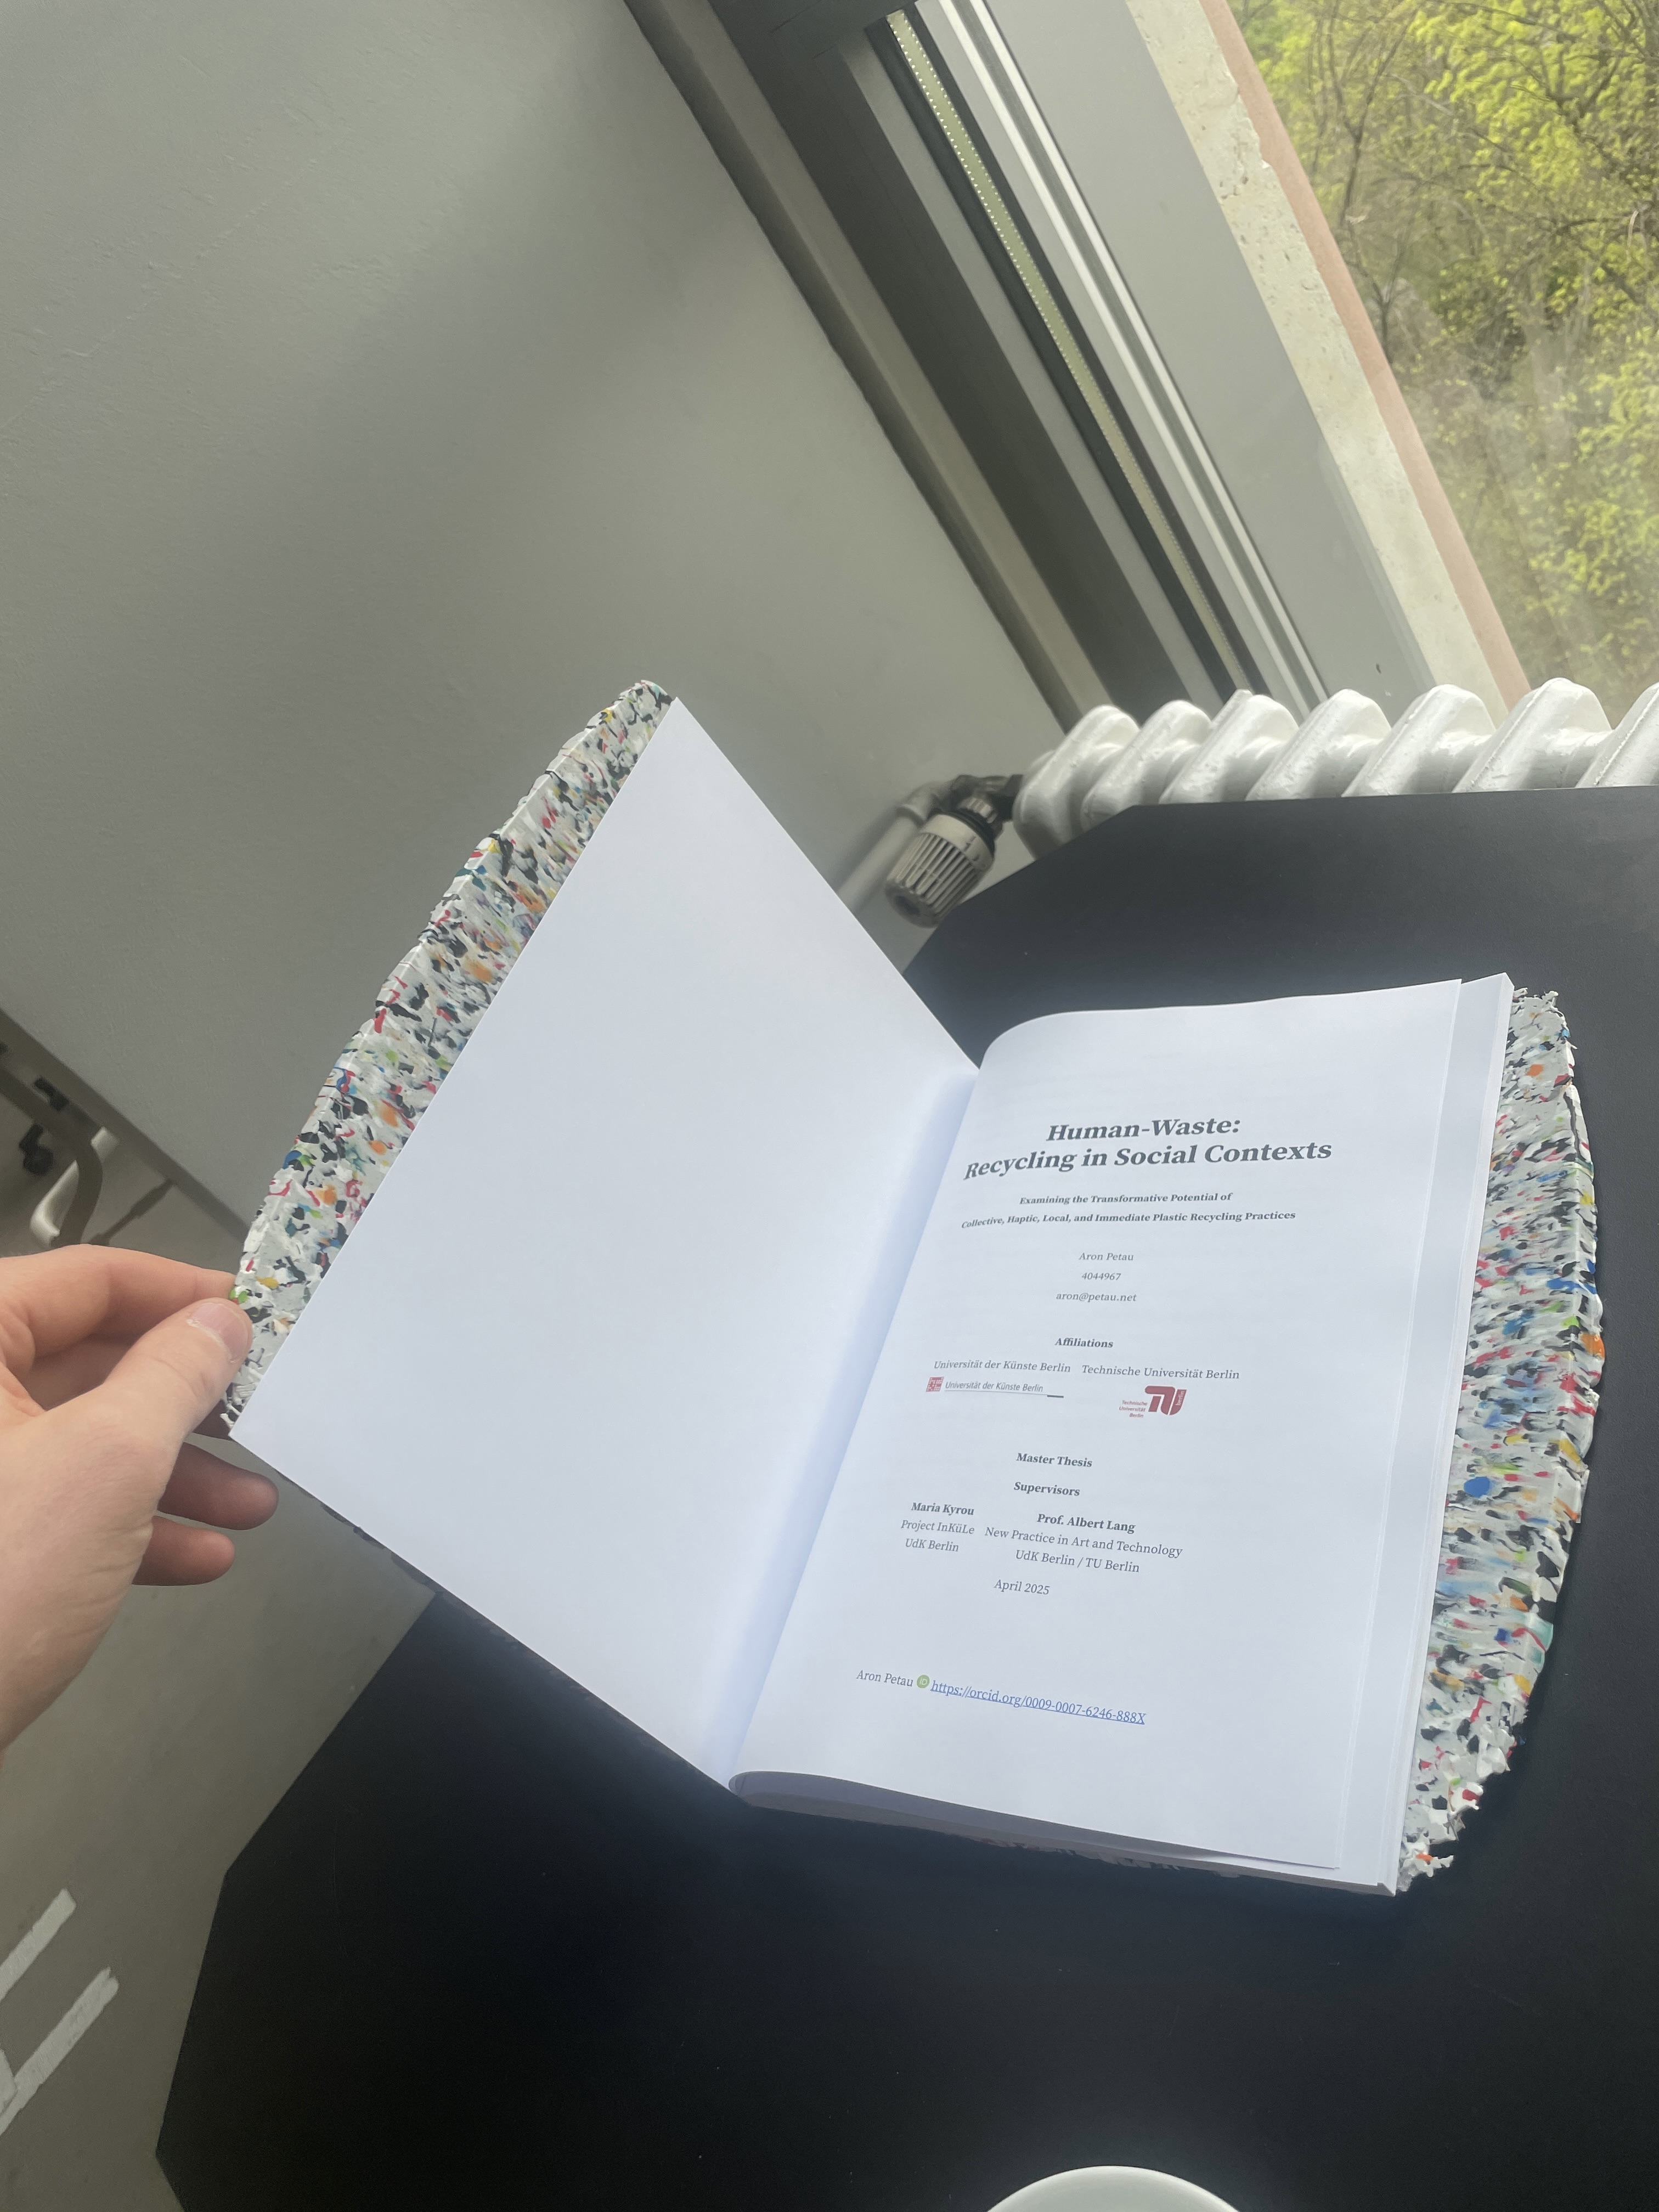 Human-Waste:
Recycling in Social Contexts
Examining the Transformative Potential of
Collective, Haptic, Local, and Immediate Plastic Recycling Practices
Aron Petau
4044967
aron@petau.net
Affiliations
Universität der Künste Berlin Technische Universität Berlin
Universität der Künste Berlin
Technische
Universität
Berlin
Master Thesis
Supervisors
Maria Kyrou
Project InKüLe
UdK Berlin
Prof. Albert Lang
New Practice in Art and Technology
UdK Berlin / TU Berlin
April 2025
Aron Petau iD https://orcid.org/0009-0007-6246-888X